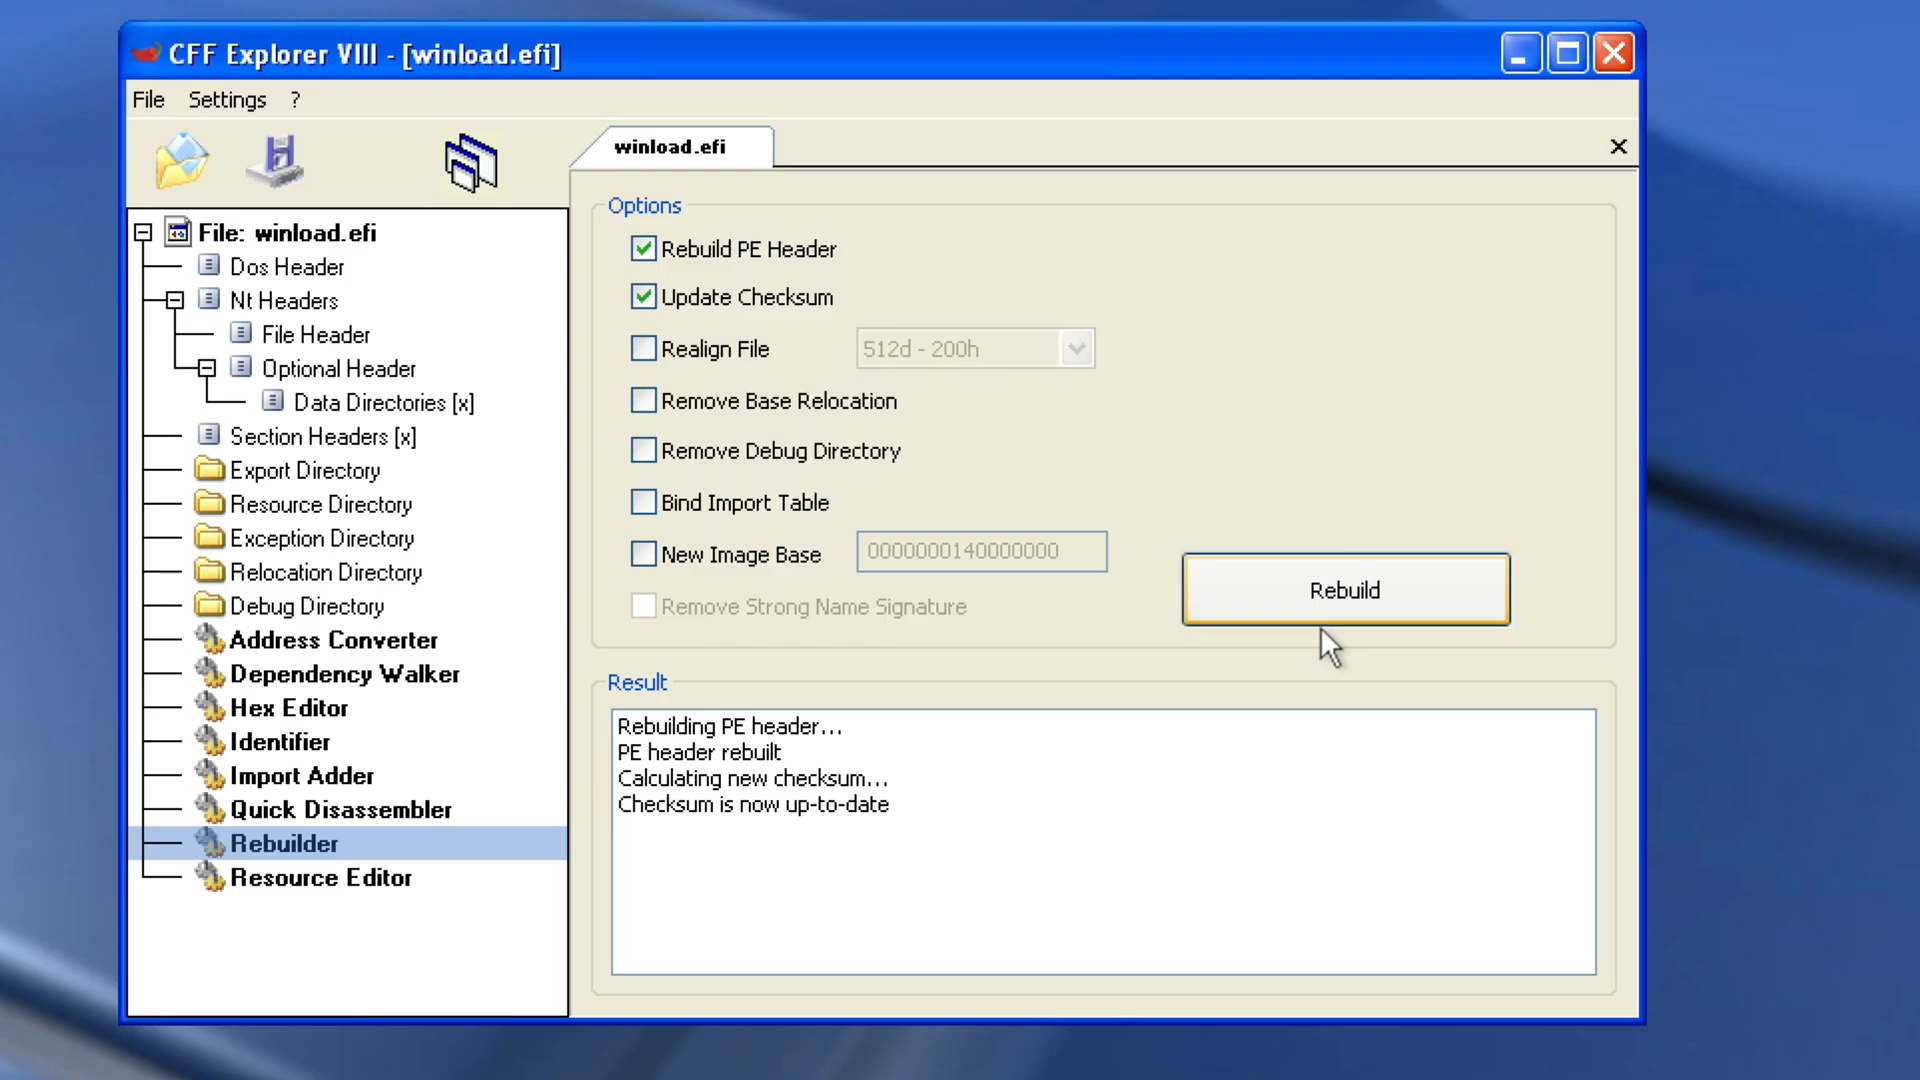 CFF Explorer VIII - [winload.efi]
File Settings ?
winload.efi
File: winload.efi
Dos Header
Nt Headers
File Header
Optional Header
Data Directories [x]
Section Headers [x]
Export Directory
Resource Directory
Exception Directory
Relocation Directory
Debug Directory
Address Converter
Dependency Walker
Hex Editor
Identifier
Import Adder
Quick Disassembler
Rebuilder
Resource Editor
Options
Rebuild PE Header
Update Checksum
Realign File 512d - 200h
Remove Base Relocation
Remove Debug Directory
Bind Import Table
New Image Base 0000000140000000
Remove Strong Name Signature
Rebuild
Result
Rebuilding PE header...
PE header rebuilt
Calculating new checksum...
Checksum is now up-to-date